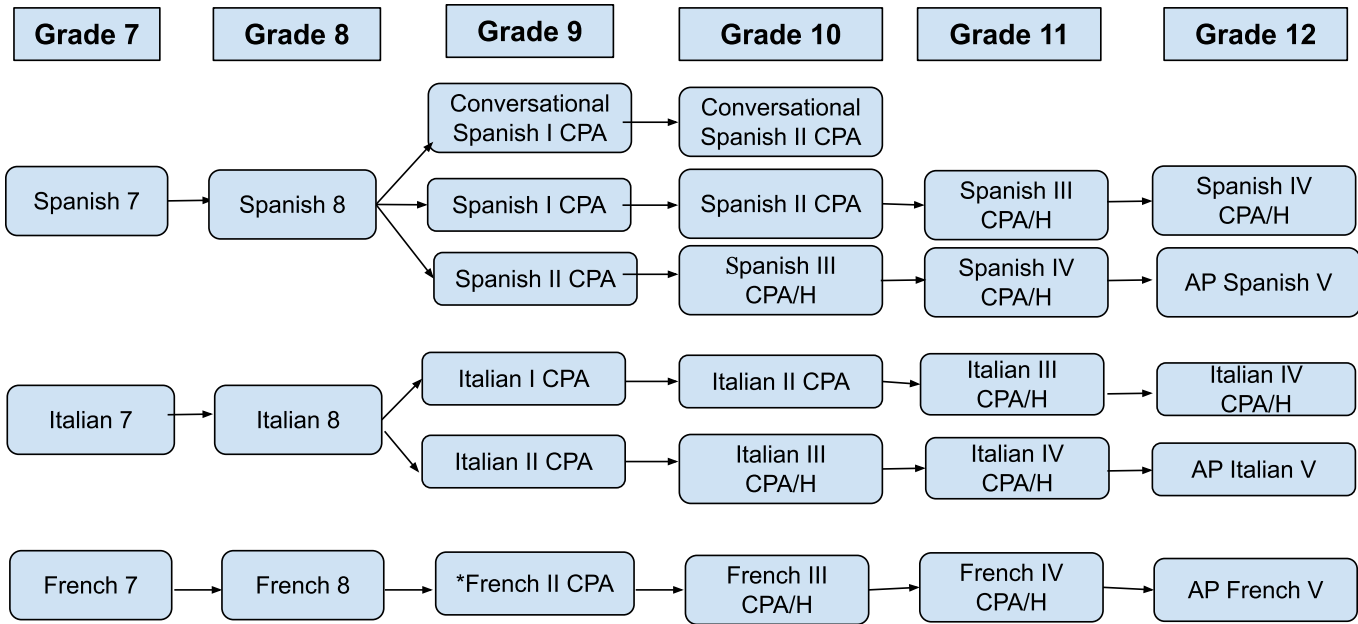 Grade 7
Grade 8
Grade 9
Grade 10
Grade 11
Grade 12
Conversational
Spanish I CPA
Conversational
Spanish II CPA
Spanish 7
Spanish 8
Spanish I CPA
Spanish II CPA
Spanish III
CPA/H
Spanish IV
CPA/H
Spanish II CPA
Spanish III
CPA/H
Spanish IV
CPA/H
AP Spanish V
Italian 7
Italian 8
Italian I CPA
Italian II CPA
Italian III
CPA/H
Italian IV
CPA/H
Italian II CPA
Italian III
CPA/H
Italian IV
CPA/H
AP Italian V
French 7
French 8
*French II CPA
French III
CPA/H
French IV
CPA/H
AP French V